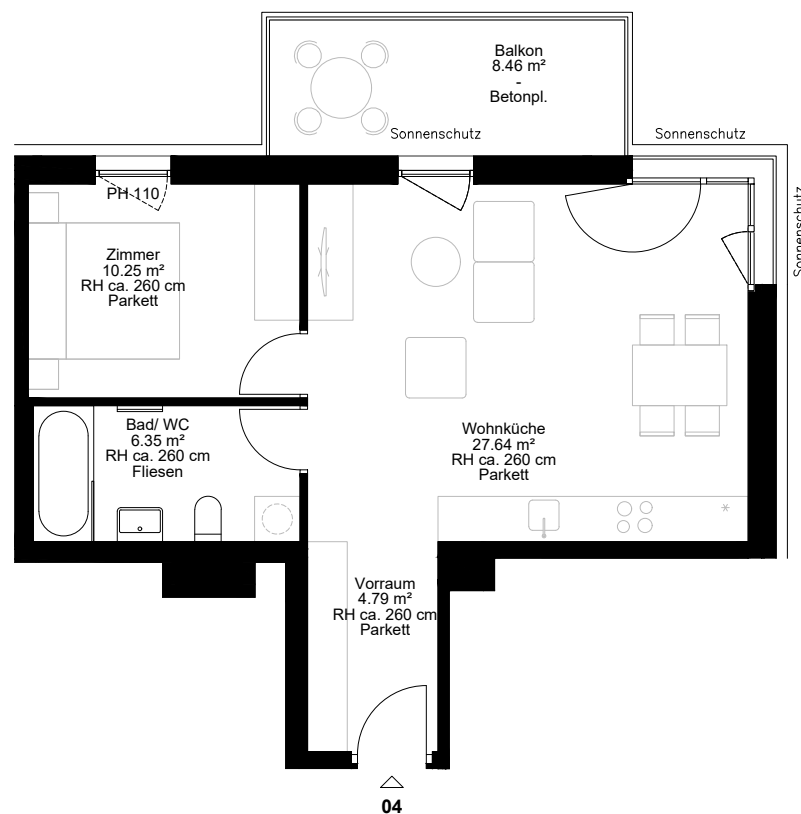 Balkon
8.46 m²
-
Betonpl.
Sonnenschutz
Sonnenschutz
Sonnenschutz
PH 110
Zimmer
10.25 m²
RH ca. 260 cm
Parkett
Bad/ WC
6.35 m²
RH ca. 260 cm
Fliesen
Wohnküche
27.64 m²
RH ca. 260 cm
Parkett
*
Vorraum
4.79 m²
RH ca. 260 cm
Parkett
04